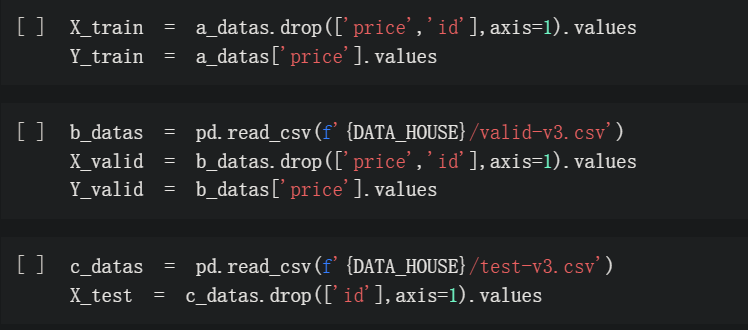 [ ] X_train = a_datas.drop(['price','id'],axis=1).values
Y_train = a_datas['price'].values
[ ] b_datas = pd.read_csv(f'{DATA_HOUSE}/valid-v3.csv')
X_valid = b_datas.drop(['price','id'],axis=1).values
Y_valid = b_datas['price'].values
[ ] c_datas = pd.read_csv(f'{DATA_HOUSE}/test-v3.csv')
X_test = c_datas.drop(['id'],axis=1).values